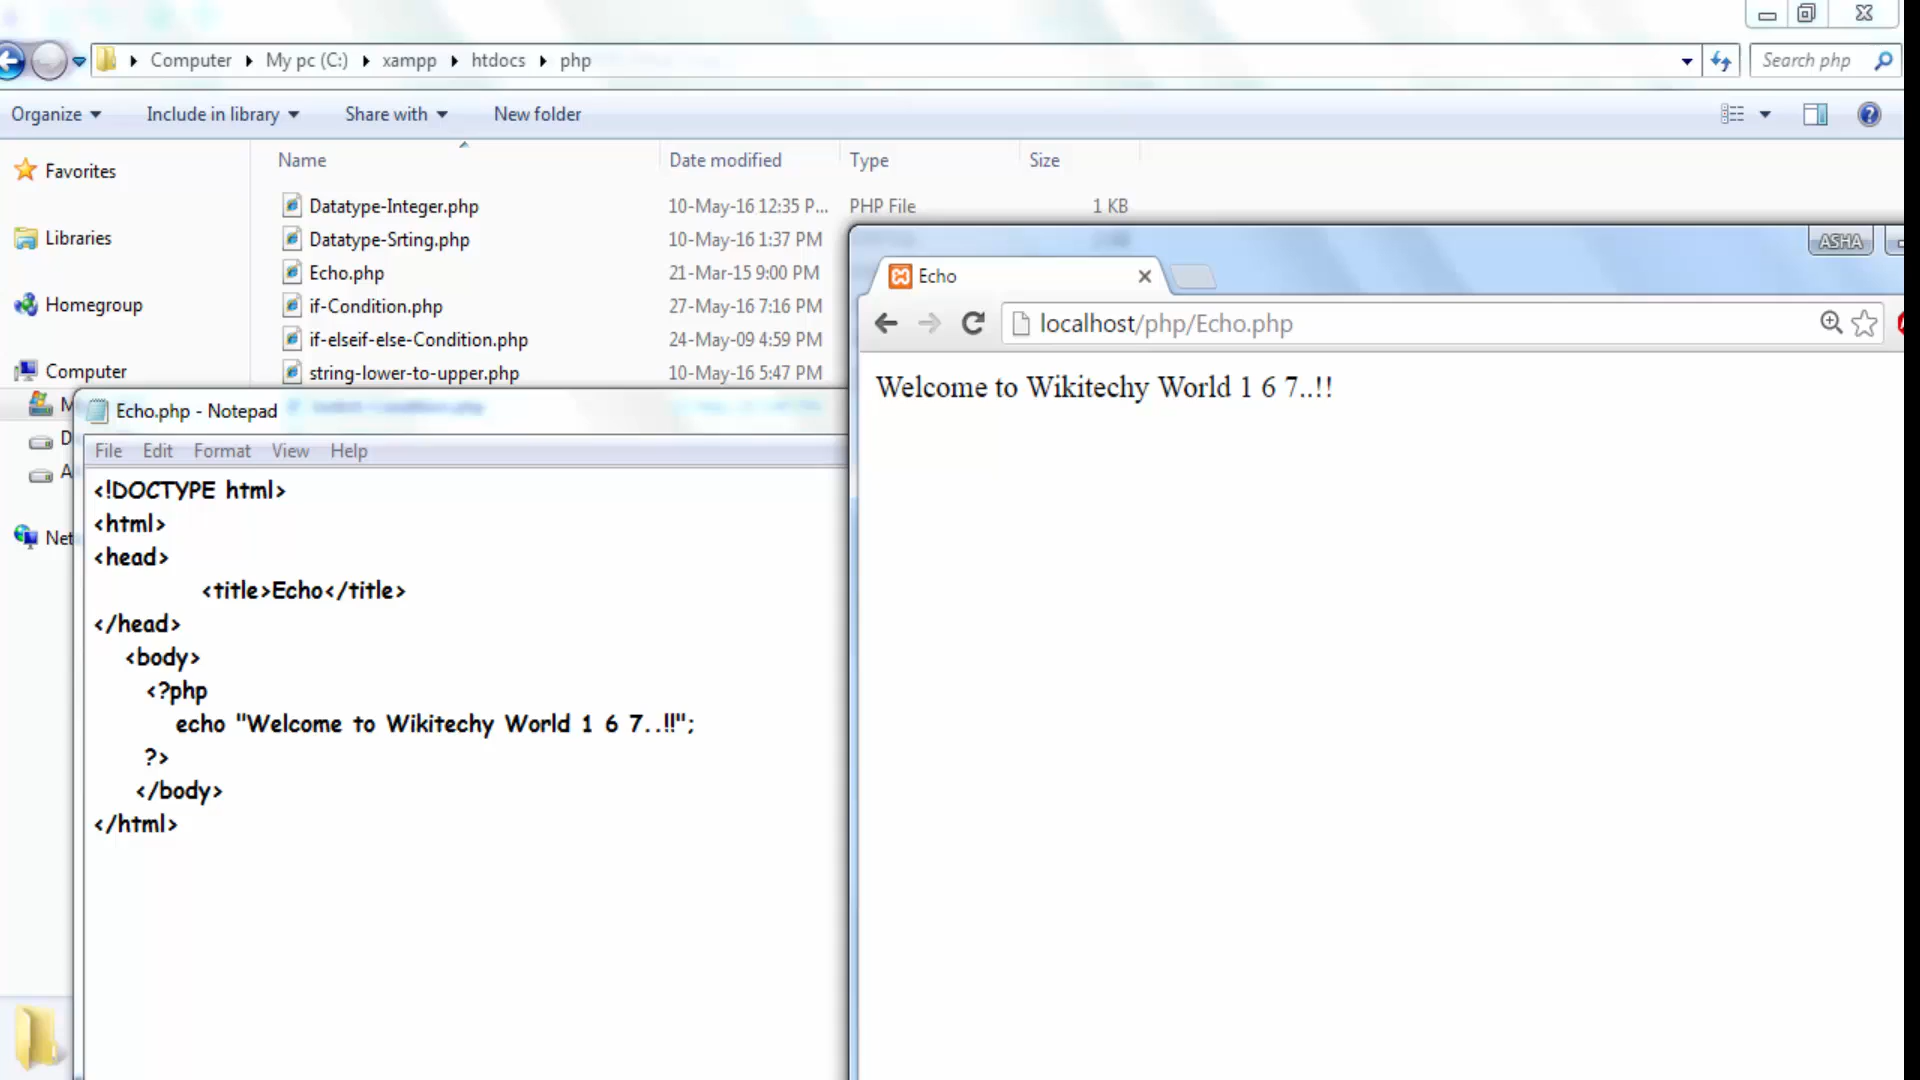 Computer My pc (C:) xampp htdocs php
Search php
Organize Include in library Share with New folder
Name Date modified Type Size
Favorites
Libraries
Homegroup
Computer
Datatype-Integer.php 10-May-16 12:35 P... PHP File 1 KB
Datatype-Srting.php 10-May-16 1:37 PM
Echo.php 21-Mar-15 9:00 PM
if-Condition.php 27-May-16 7:16 PM
if-elseif-else-Condition.php 24-May-09 4:59 PM
string-lower-to-upper.php 10-May-16 5:47 PM
M
D
A
Net
Echo.php - Notepad
File Edit Format View Help
<!DOCTYPE html>
<html>
<head>
<title>Echo</title>
</head>
<body>
<?php
echo "Welcome to Wikitechy World 1 6 7..!!";
?>
</body>
</html>
ASHA
Echo
localhost/php/Echo.php
Welcome to Wikitechy World 1 6 7..!!